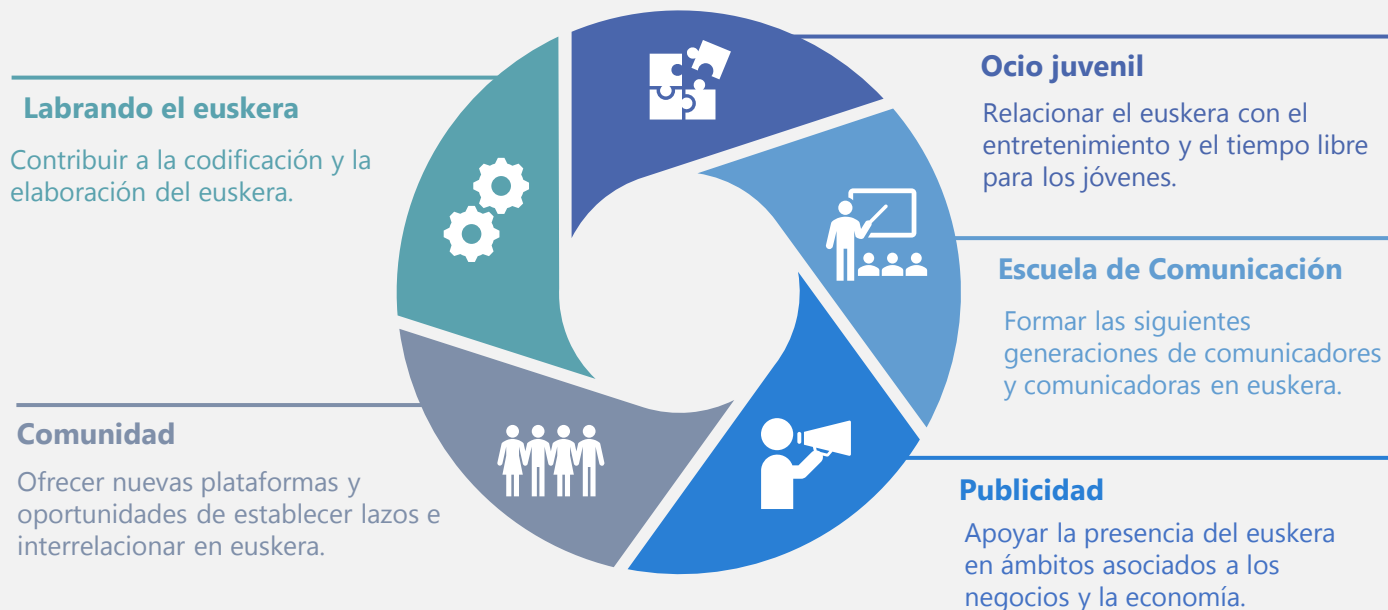 Labrando el euskera
Contribuir a la codificación y la
elaboración del euskera.
Comunidad
Ofrecer nuevas plataformas y
oportunidades de establecer lazos e
interrelacionar en euskera.
Ocio juvenil
Relacionar el euskera con el
entretenimiento y el tiempo libre
para los jóvenes.
Escuela de Comunicación
Formar las siguientes
generaciones de comunicadores
y comunicadoras en euskera.
Publicidad
Apoyar la presencia del euskera
en ámbitos asociados a los
negocios y la economía.